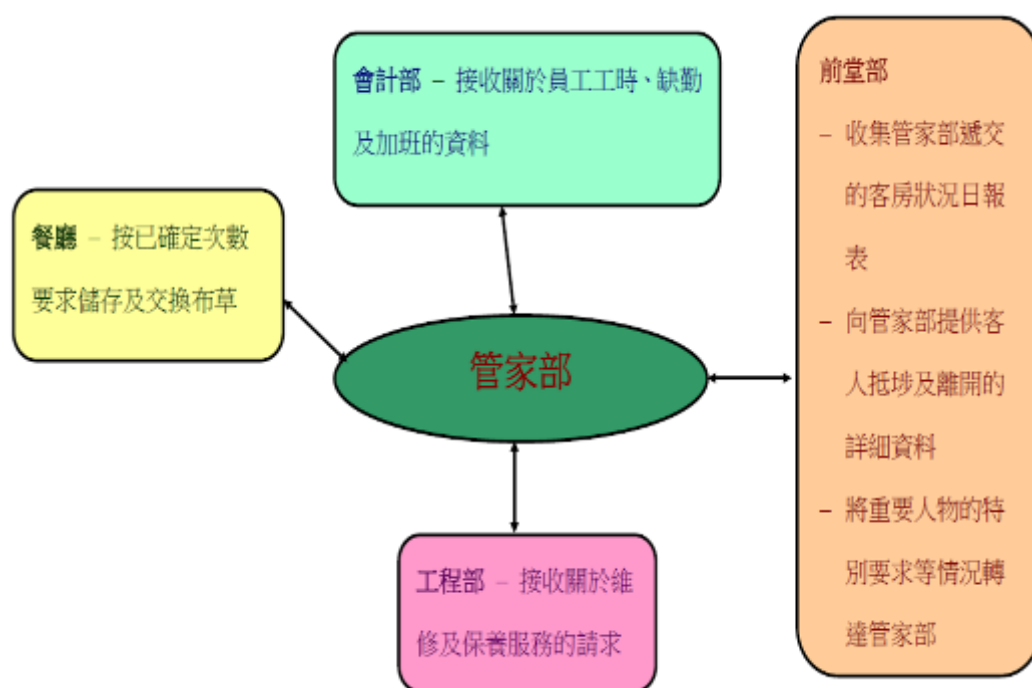 會計部 – 接收關於員工工時、缺勤
及加班的資料
餐廳 – 按已確定次數
要求儲存及交換布草
管家部
工程部 – 接收關於維
修及保養服務的請求
前堂部
– 收集管家部遞交
的客房狀況日報
表
– 向管家部提供客
人抵埗及離開的
詳細資料
– 將重要人物的特
別要求等情況轉
達管家部